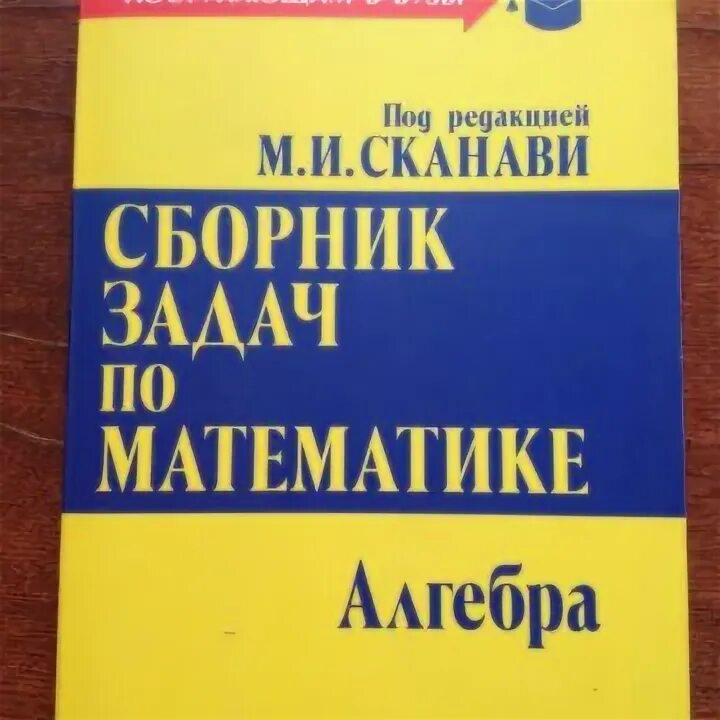 Под редакцией
М.И.СКАНАВИ
СБОРНИК
ЗАДАЧ
ПО
МАТЕМАТИКЕ
Алгебра